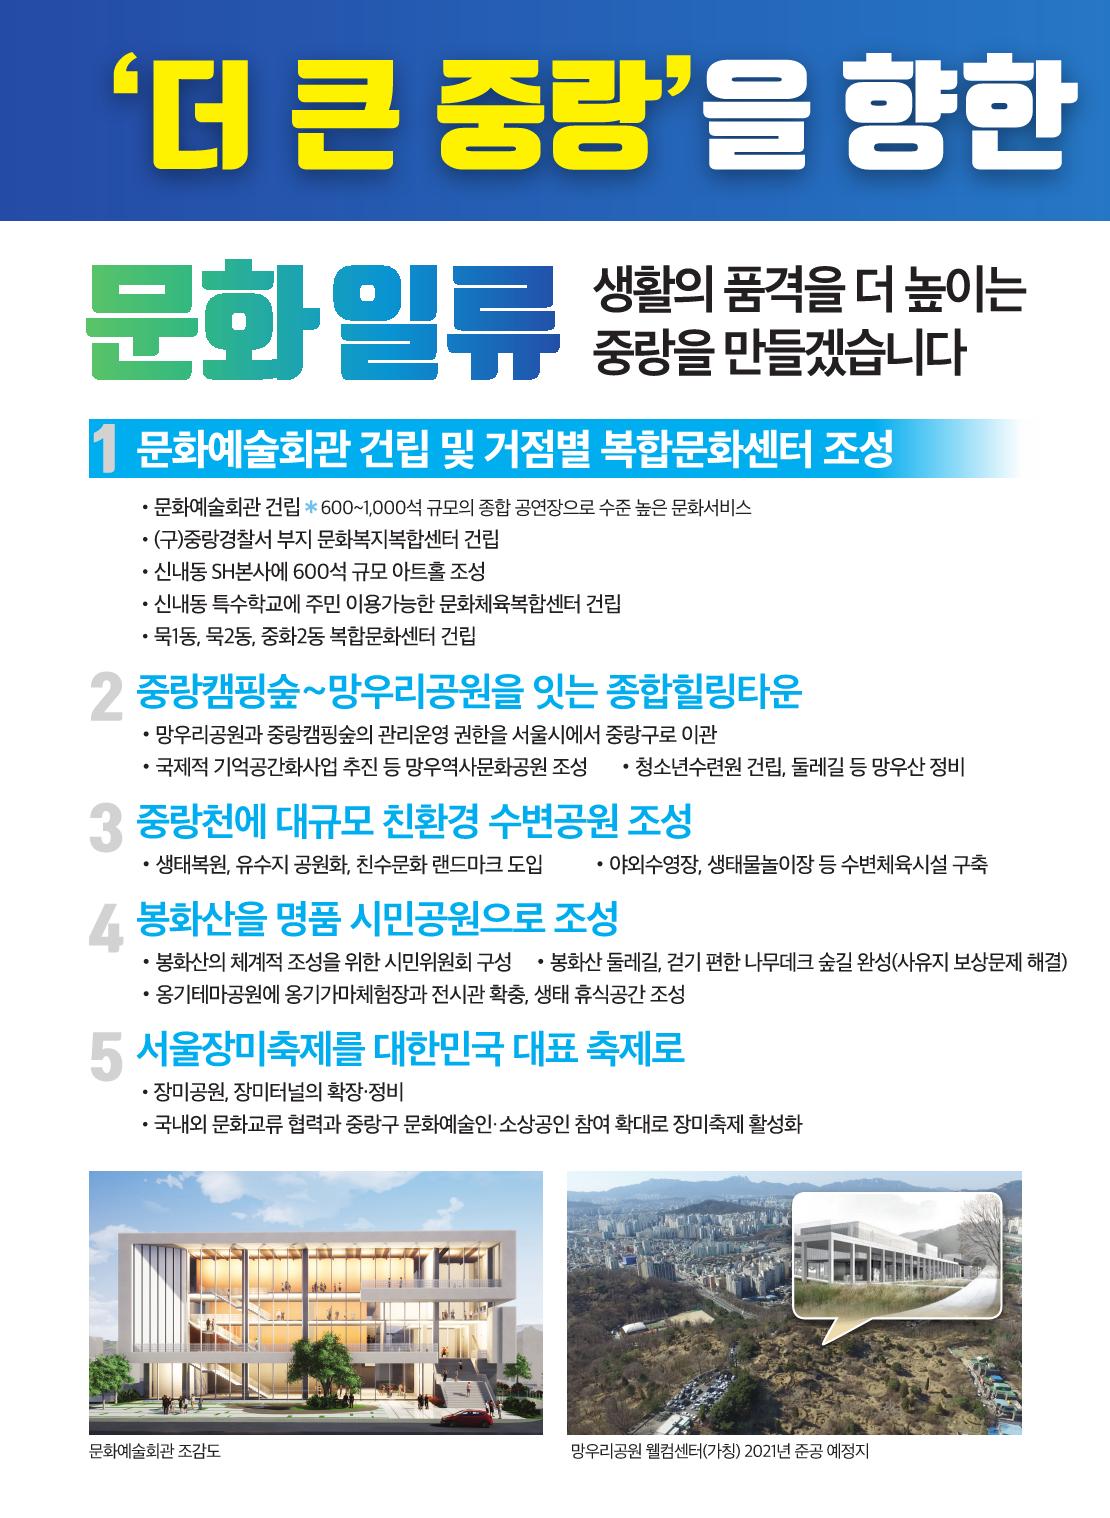 ‘더 큰 중랑’을 향한
문화일류
생활의 품격을 더 높이는
중랑을 만들겠습니다
1 문화예술회관 건립 및 거점별 복합문화센터 조성
• 문화예술회관 건립 * 600~1,000석 규모의 종합 공연장으로 수준 높은 문화서비스
• (구)중랑경찰서 부지 문화복지복합센터 건립
• 신내동 SH본사에 600석 규모 아트홀 조성
• 신내동 특수학교에 주민 이용가능한 문화체육복합센터 건립
• 묵1동, 묵2동, 중화2동 복합문화센터 건립
2 중랑캠핑숲~망우리공원을 잇는 종합힐링타운
• 망우리공원과 중랑캠핑숲의 관리운영 권한을 서울시에서 중랑구로 이관
• 국제적 기억공간화사업 추진 등 망우역사문화공원 조성 • 청소년수련원 건립, 둘레길 등 망우산 정비
3 중랑천에 대규모 친환경 수변공원 조성
• 생태복원, 유수지 공원화, 친수문화 랜드마크 도입 • 야외수영장, 생태물놀이장 등 수변체육시설 구축
4 봉화산을 명품 시민공원으로 조성
• 봉화산의 체계적 조성을 위한 시민위원회 구성 • 봉화산 둘레길, 걷기 편한 나무데크 숲길 완성(사유지 보상문제 해결)
• 옹기테마공원에 옹기가마체험장과 전시관 확충, 생태 휴식공간 조성
5 서울장미축제를 대한민국 대표 축제로
• 장미공원, 장미터널의 확장·정비
• 국내외 문화교류 협력과 중랑구 문화예술인·소상공인 참여 확대로 장미축제 활성화
문화예술회관 조감도
망우리공원 웰컴센터(가칭) 2021년 준공 예정지